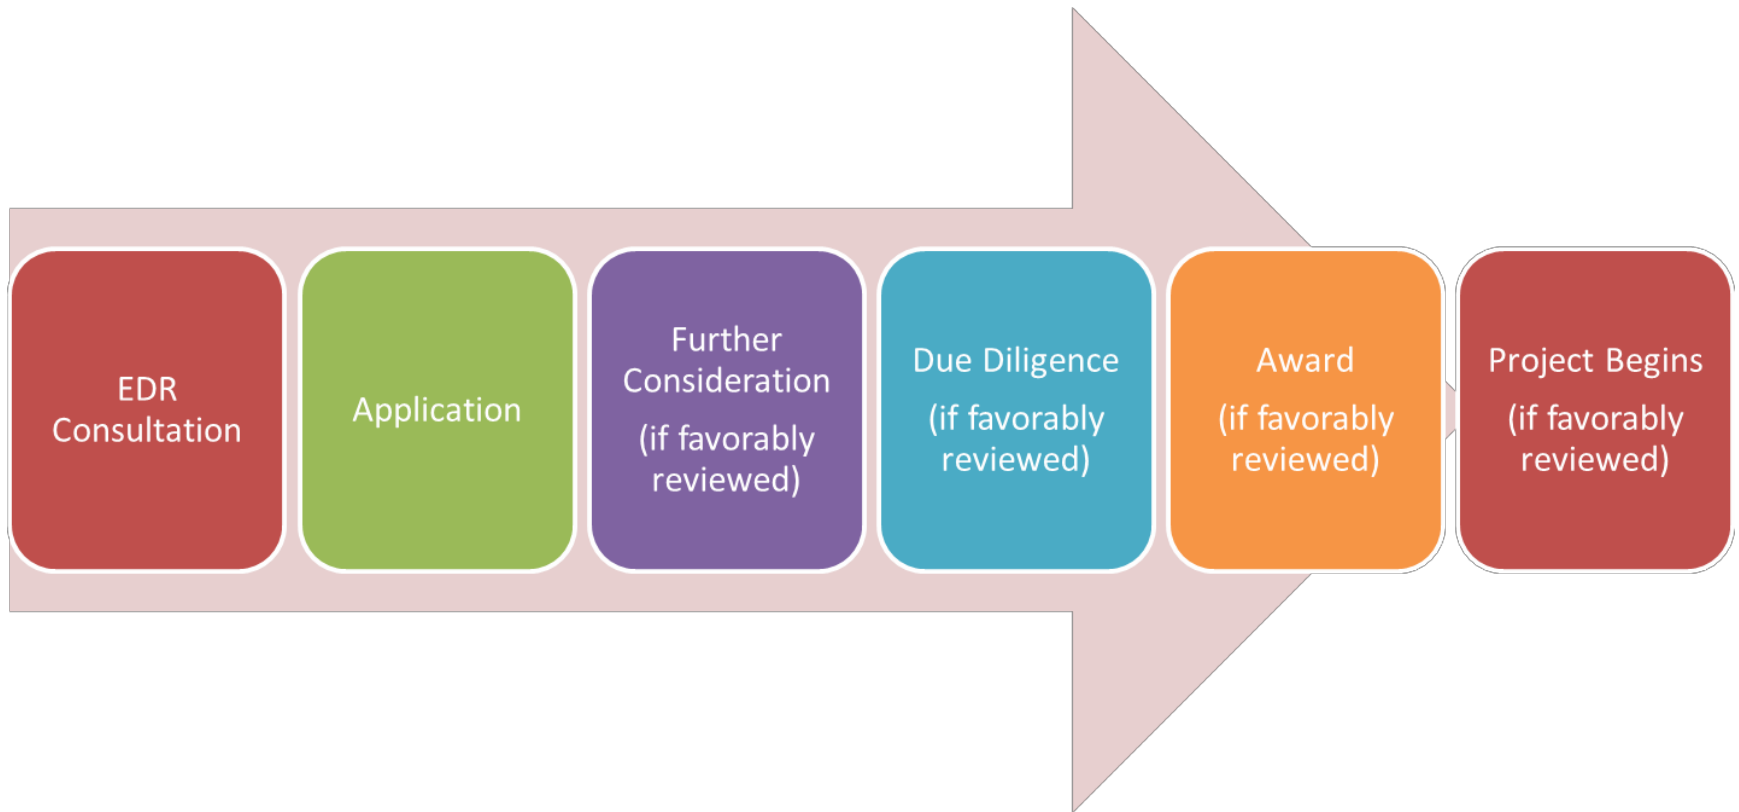 EDR
Consultation
Application
Further
Consideration
(if favorably
reviewed)
Due Diligence
(if favorably
reviewed)
Award
(if favorably
reviewed)
Project Begins
(if favorably
reviewed)